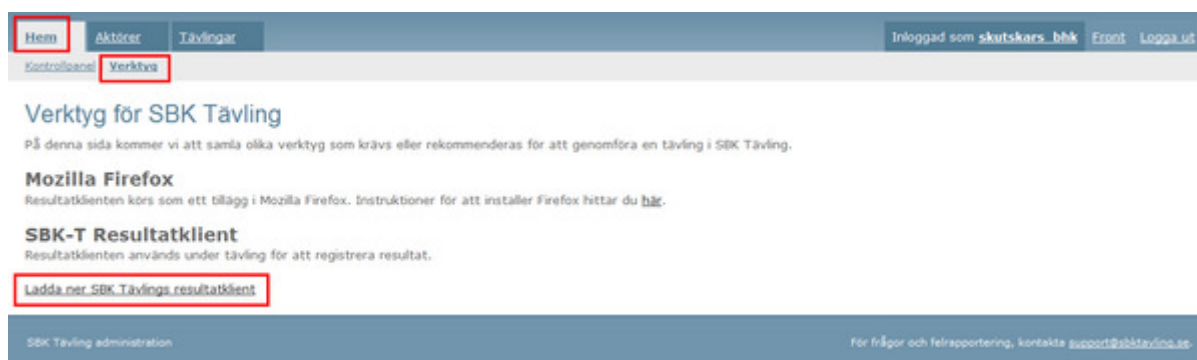 Hem Aktörer Tävlingar Inloggad som skutskars_bhk Front Logga ut
Kontrollpanel Verktyg
Verktyg för SBK Tävling
På denna sida kommer vi att samla olika verktyg som krävs eller rekommenderas för att genomföra en tävling i SBK Tävling.
Mozilla Firefox
Resultatklienten körs som ett tillägg i Mozilla Firefox. Instruktioner för att installer Firefox hittar du här.
SBK-T Resultatklient
Resultatklienten används under tävling för att registrera resultat.
Ladda ner SBK Tävlings resultatklient
SBK Tävling administration För frågor och felrapportering, kontakta support@sbktavling.se.